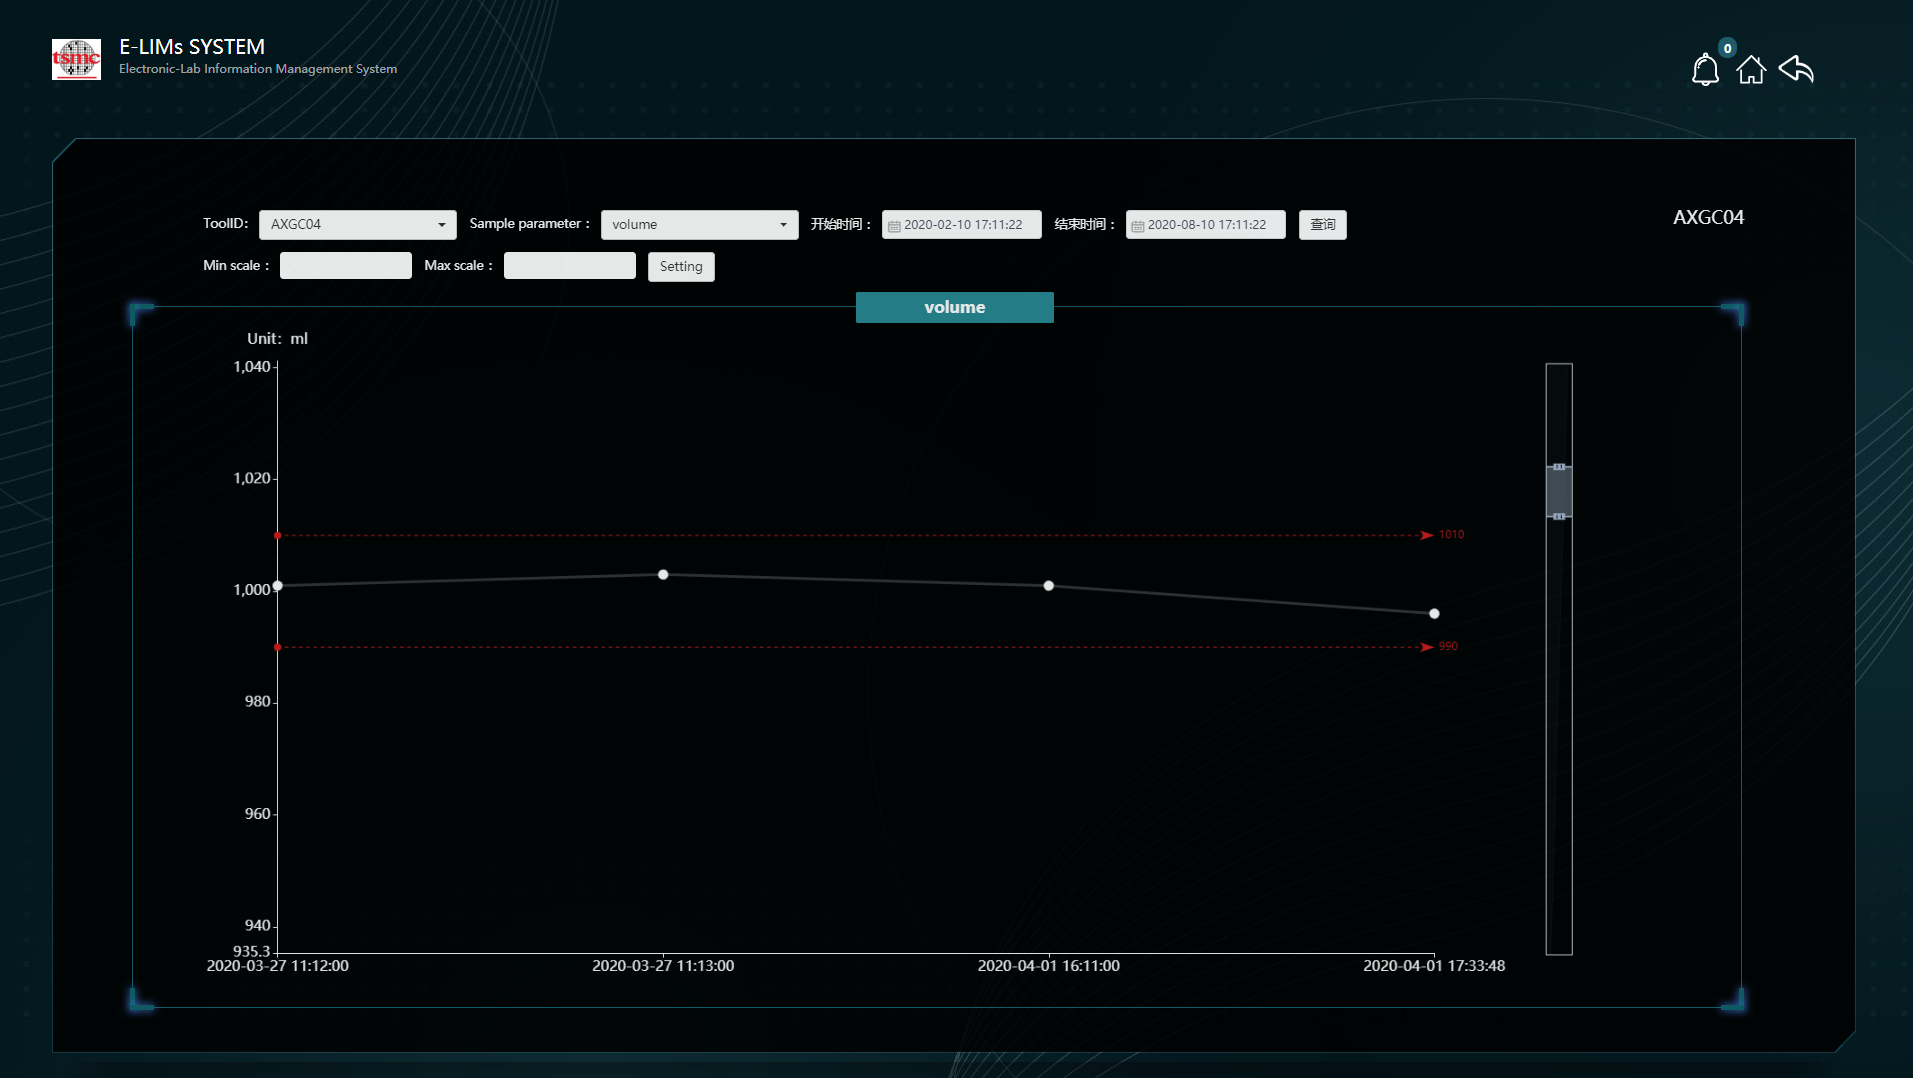 tsmc
E-LIMs SYSTEM
Electronic-Lab Information Management System
0
ToolID: AXGC04 Sample parameter： volume 开始时间： 2020-02-10 17:11:22 结束时间： 2020-08-10 17:11:22 查询
AXGC04
Min scale： Max scale： Setting
volume
Unit: ml
1,040
1,020
1010
1,000
990
980
960
940
935.3
2020-03-27 11:12:00 2020-03-27 11:13:00 2020-04-01 16:11:00 2020-04-01 17:33:48